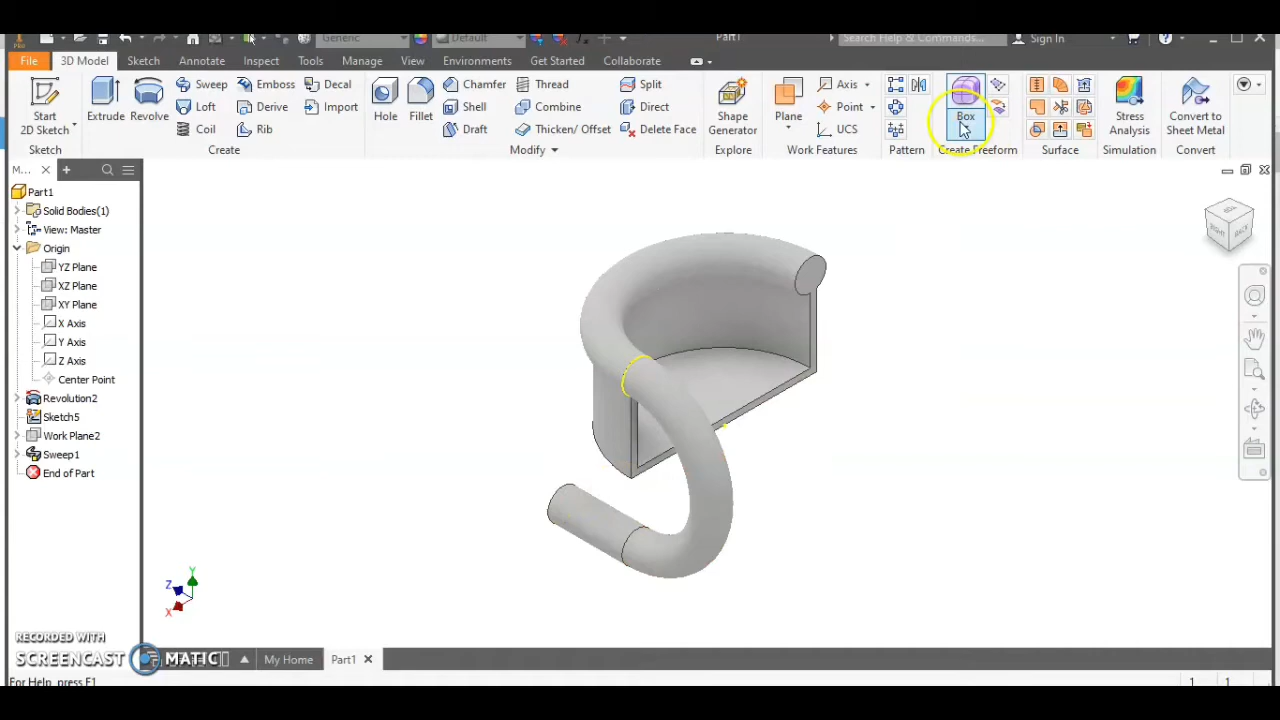 PRO
Generic
Default
Part1
Search Help & Commands...
Sign In
File
3D Model
Sketch
Annotate
Inspect
Tools
Manage
View
Environments
Get Started
Collaborate
Start
2D Sketch
Sketch
Extrude
Revolve
Sweep
Loft
Coil
Emboss
Derive
Rib
Decal
Import
Create
Hole
Fillet
Chamfer
Shell
Draft
Thread
Combine
Thicken/ Offset
Split
Direct
Delete Face
Modify
Shape
Generator
Explore
Plane
Axis
Point
UCS
Work Features
Pattern
Box
Create Freeform
Surface
Stress
Analysis
Simulation
Convert to
Sheet Metal
Convert
M...
Part1
Solid Bodies(1)
View: Master
Origin
YZ Plane
XZ Plane
XY Plane
X Axis
Y Axis
Z Axis
Center Point
Revolution2
Sketch5
Work Plane2
Sweep1
End of Part
RIGHT
BACK
Y
Z
X
RECORDED WITH
SCREENCAST MATIC
My Home
Part1
For Help, press F1
1
1